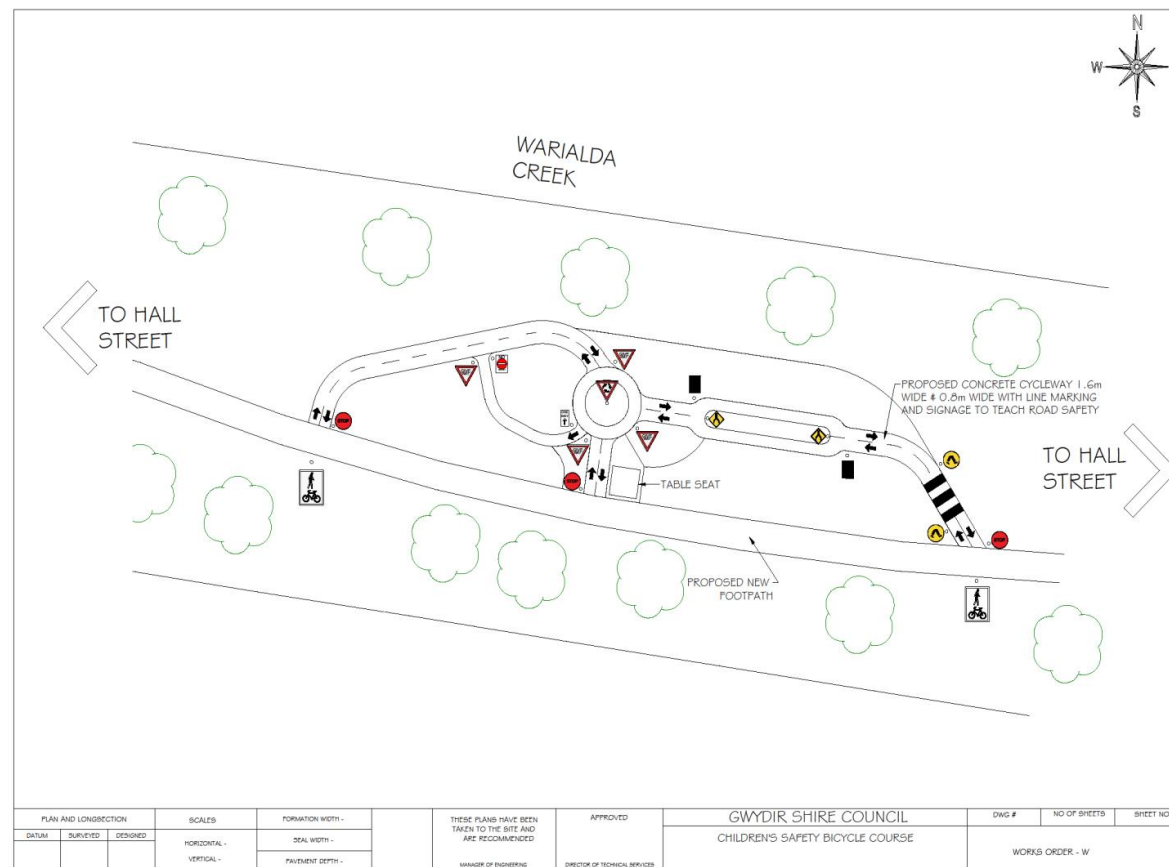 N
W
S
WARIALDA
CREEK
TO HALL
STREET
PROPOSED CONCRETE CYCLEWAY 1.6m
WIDE & 0.8m WIDE WITH LINE MARKING
AND SIGNAGE TO TEACH ROAD SAFETY
STOP
TO HALL
STREET
STOP
TABLE SEAT
STOP
PROPOSED NEW
FOOTPATH
PLAN AND LONGSECTION
DATUM SURVEYED DESIGNED
SCALES
HORIZONTAL -
VERTICAL -
FORMATION WIDTH -
SEAL WIDTH -
PAVEMENT DEPTH -
THESE PLANS HAVE BEEN
TAKEN TO THE SITE AND
ARE RECOMMENDED
MANAGER OF ENGINEERING
APPROVED
DIRECTOR OF TECHNICAL SERVICES
GWYDIR SHIRE COUNCIL
CHILDREN'S SAFETY BICYCLE COURSE
DWG #
NO OF SHEETS
SHEET NO
WORKS ORDER - W